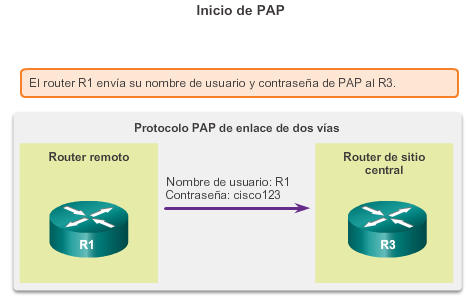 Inicio de PAP
El router R1 envía su nombre de usuario y contraseña de PAP al R3.
Protocolo PAP de enlace de dos vías
Router remoto
Router de sitio
central
Nombre de usuario: R1
Contraseña: cisco123
R1
R3